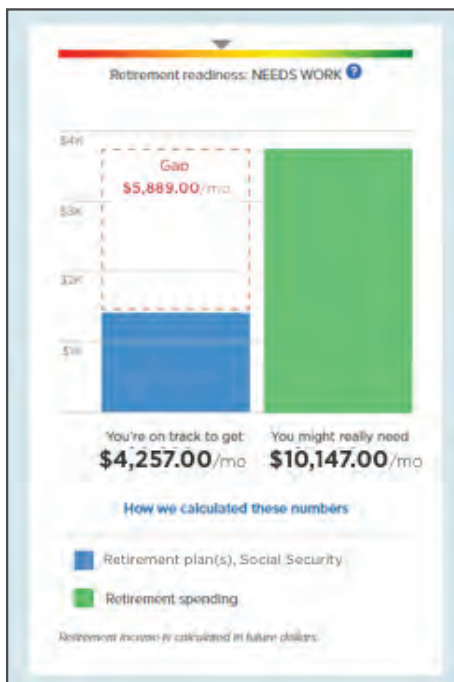 Retirement readiness: NEEDS WORK ?
$4K
Gap
$5,889.00/mo
$3K
$2K
$1K
You're on track to get You might really need
$4,257.00/mo $10,147.00/mo
How we calculated these numbers
Retirement plan(s), Social Security
Retirement spending
Retirement income is calculated in future dollars.